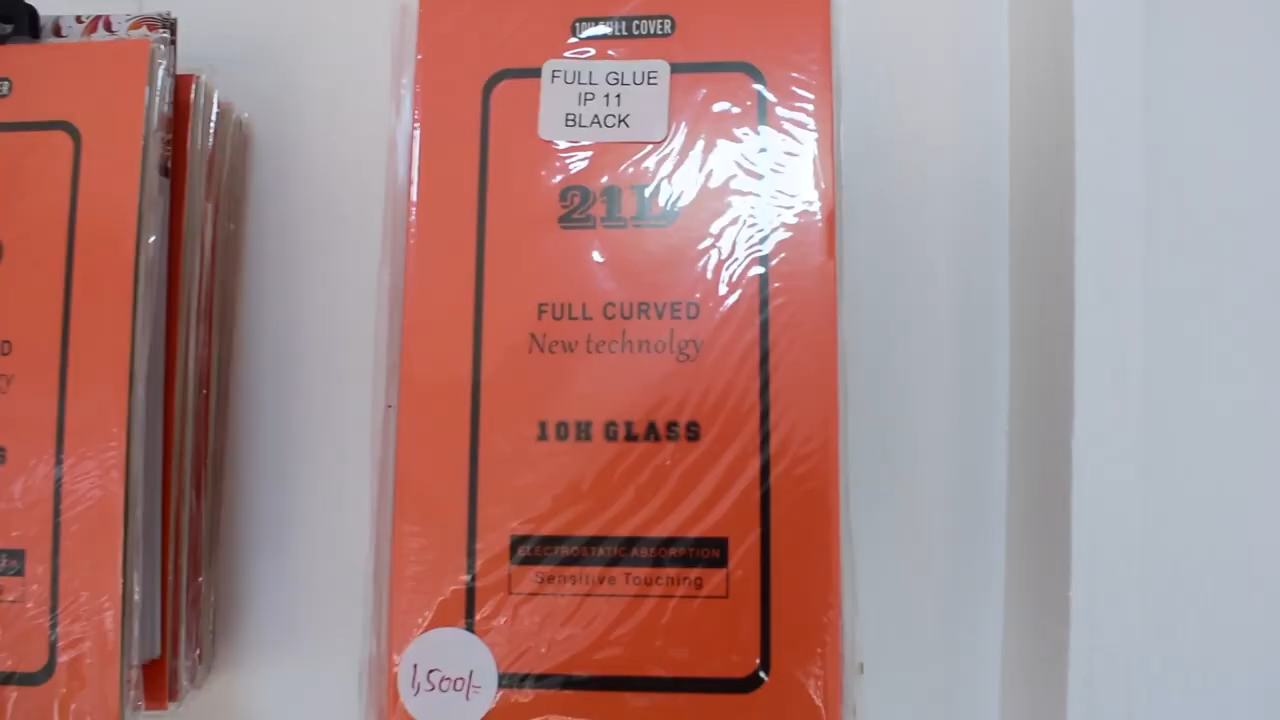 10H FULL COVER
FULL GLUE
IP 11
BLACK
21D
FULL CURVED
New technolgy
10H GLASS
ELECTROSTATIC ABSORPTION
Sensitive Touching
1,500/=